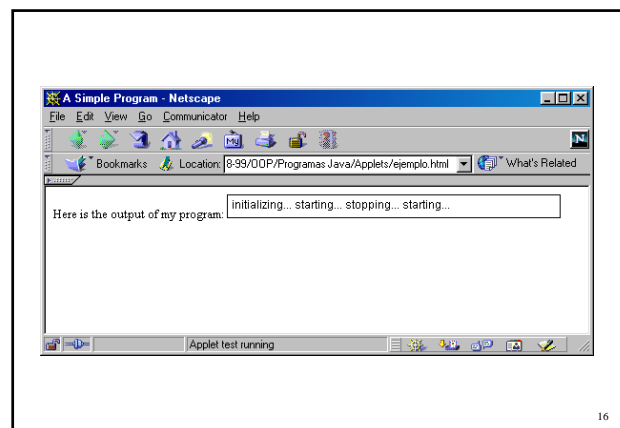 A Simple Program - Netscape
File Edit View Go Communicator Help
My
N
Bookmarks Location: 8-99/OOP/Programas Java/Applets/ejemplo.html What's Related
Here is the output of my program: initializing... starting... stopping... starting...
Applet test running
16